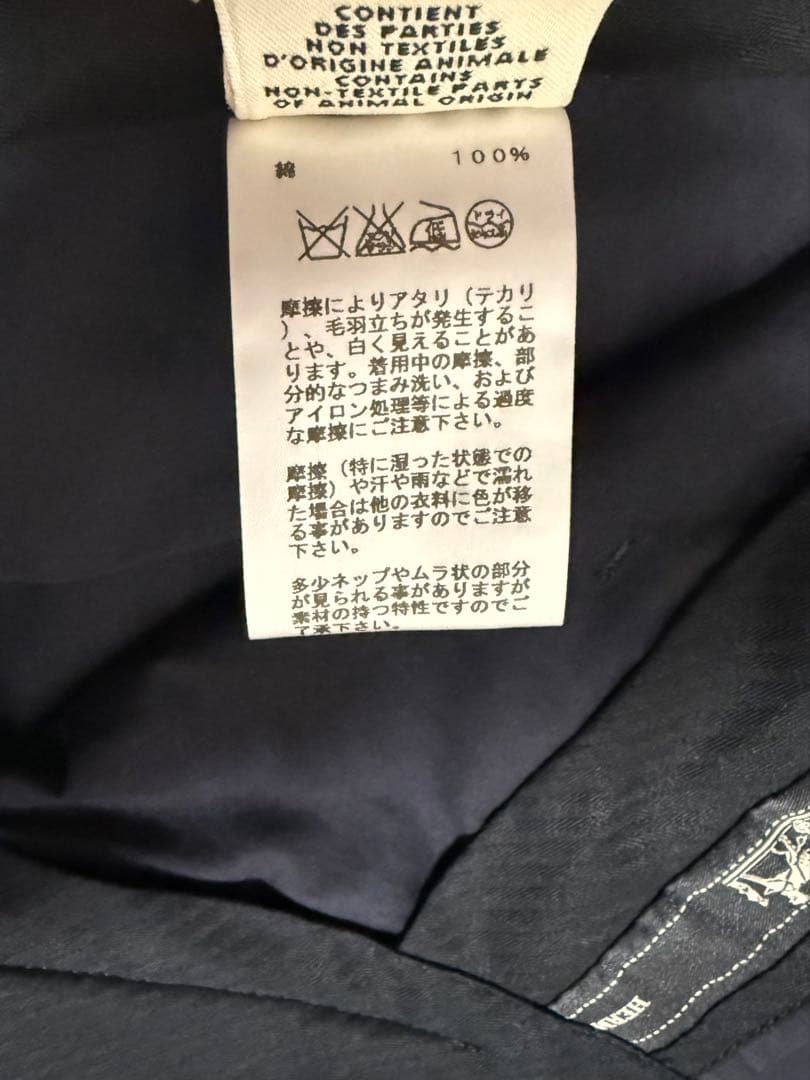 CONTIENT
DES PARTIES
NON TEXTILES
D'ORIGINE ANIMALE
CONTAINS
NON-TEXTILE PARTS
OF ANIMAL ORIGIN
綿 100%
低 ドライ
摩擦によりアタリ（テカリ
）、毛羽立ちが発生するこ
とや、白く見えることがあ
ります。着用中の摩擦、部
分的なつまみ洗い、および
アイロン処理等による過度
な摩擦にご注意下さい。
摩擦（特に湿った状態での
摩擦）や汗や雨などで濡れ
た場合は他の衣料に色が移
る事がありますのでご注意
下さい。
多少ネップやムラ状の部分
が見られる事がありますが
素材の持つ特性ですのでご
了承下さい。